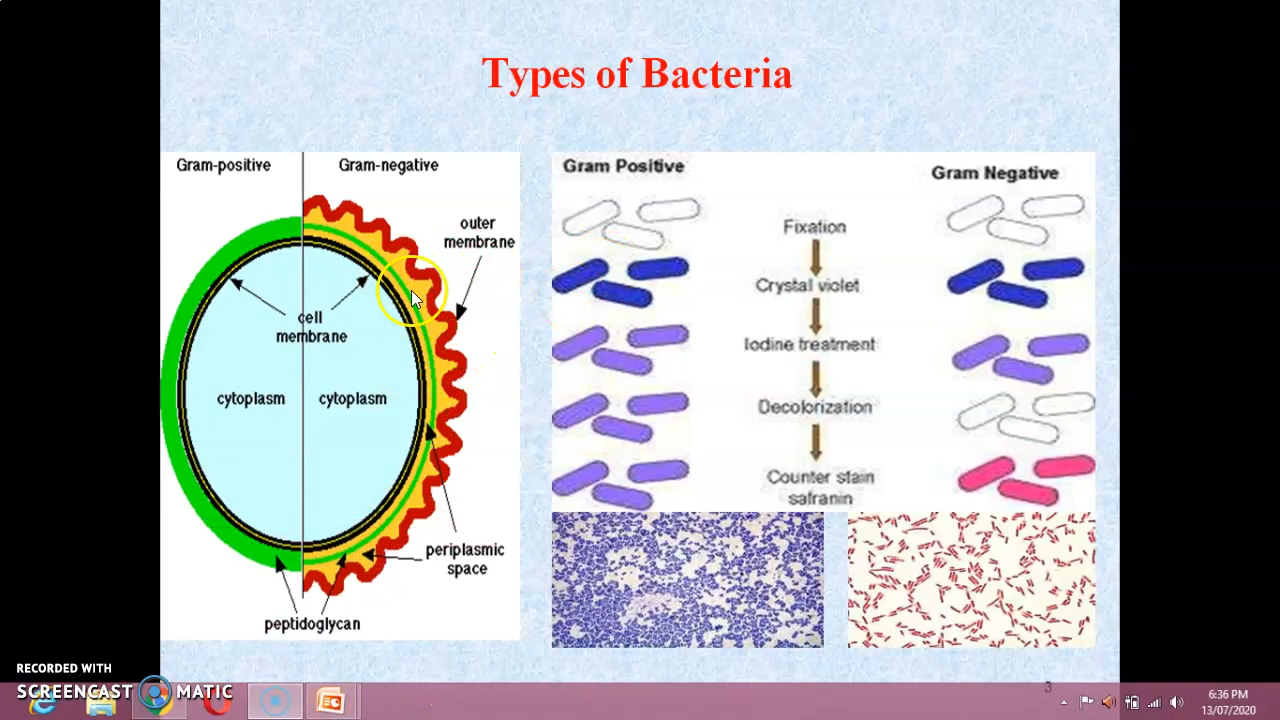 Types of Bacteria
Gram-positive
Gram-negative
outer
membrane
cell
membrane
cytoplasm
cytoplasm
periplasmic
space
peptidoglycan
Gram Positive
Gram Negative
Fixation
Crystal violet
Iodine treatment
Decolorization
Counter stain
safranin
3
RECORDED WITH
SCREENCAST MATIC
6:36 PM
13/07/2020